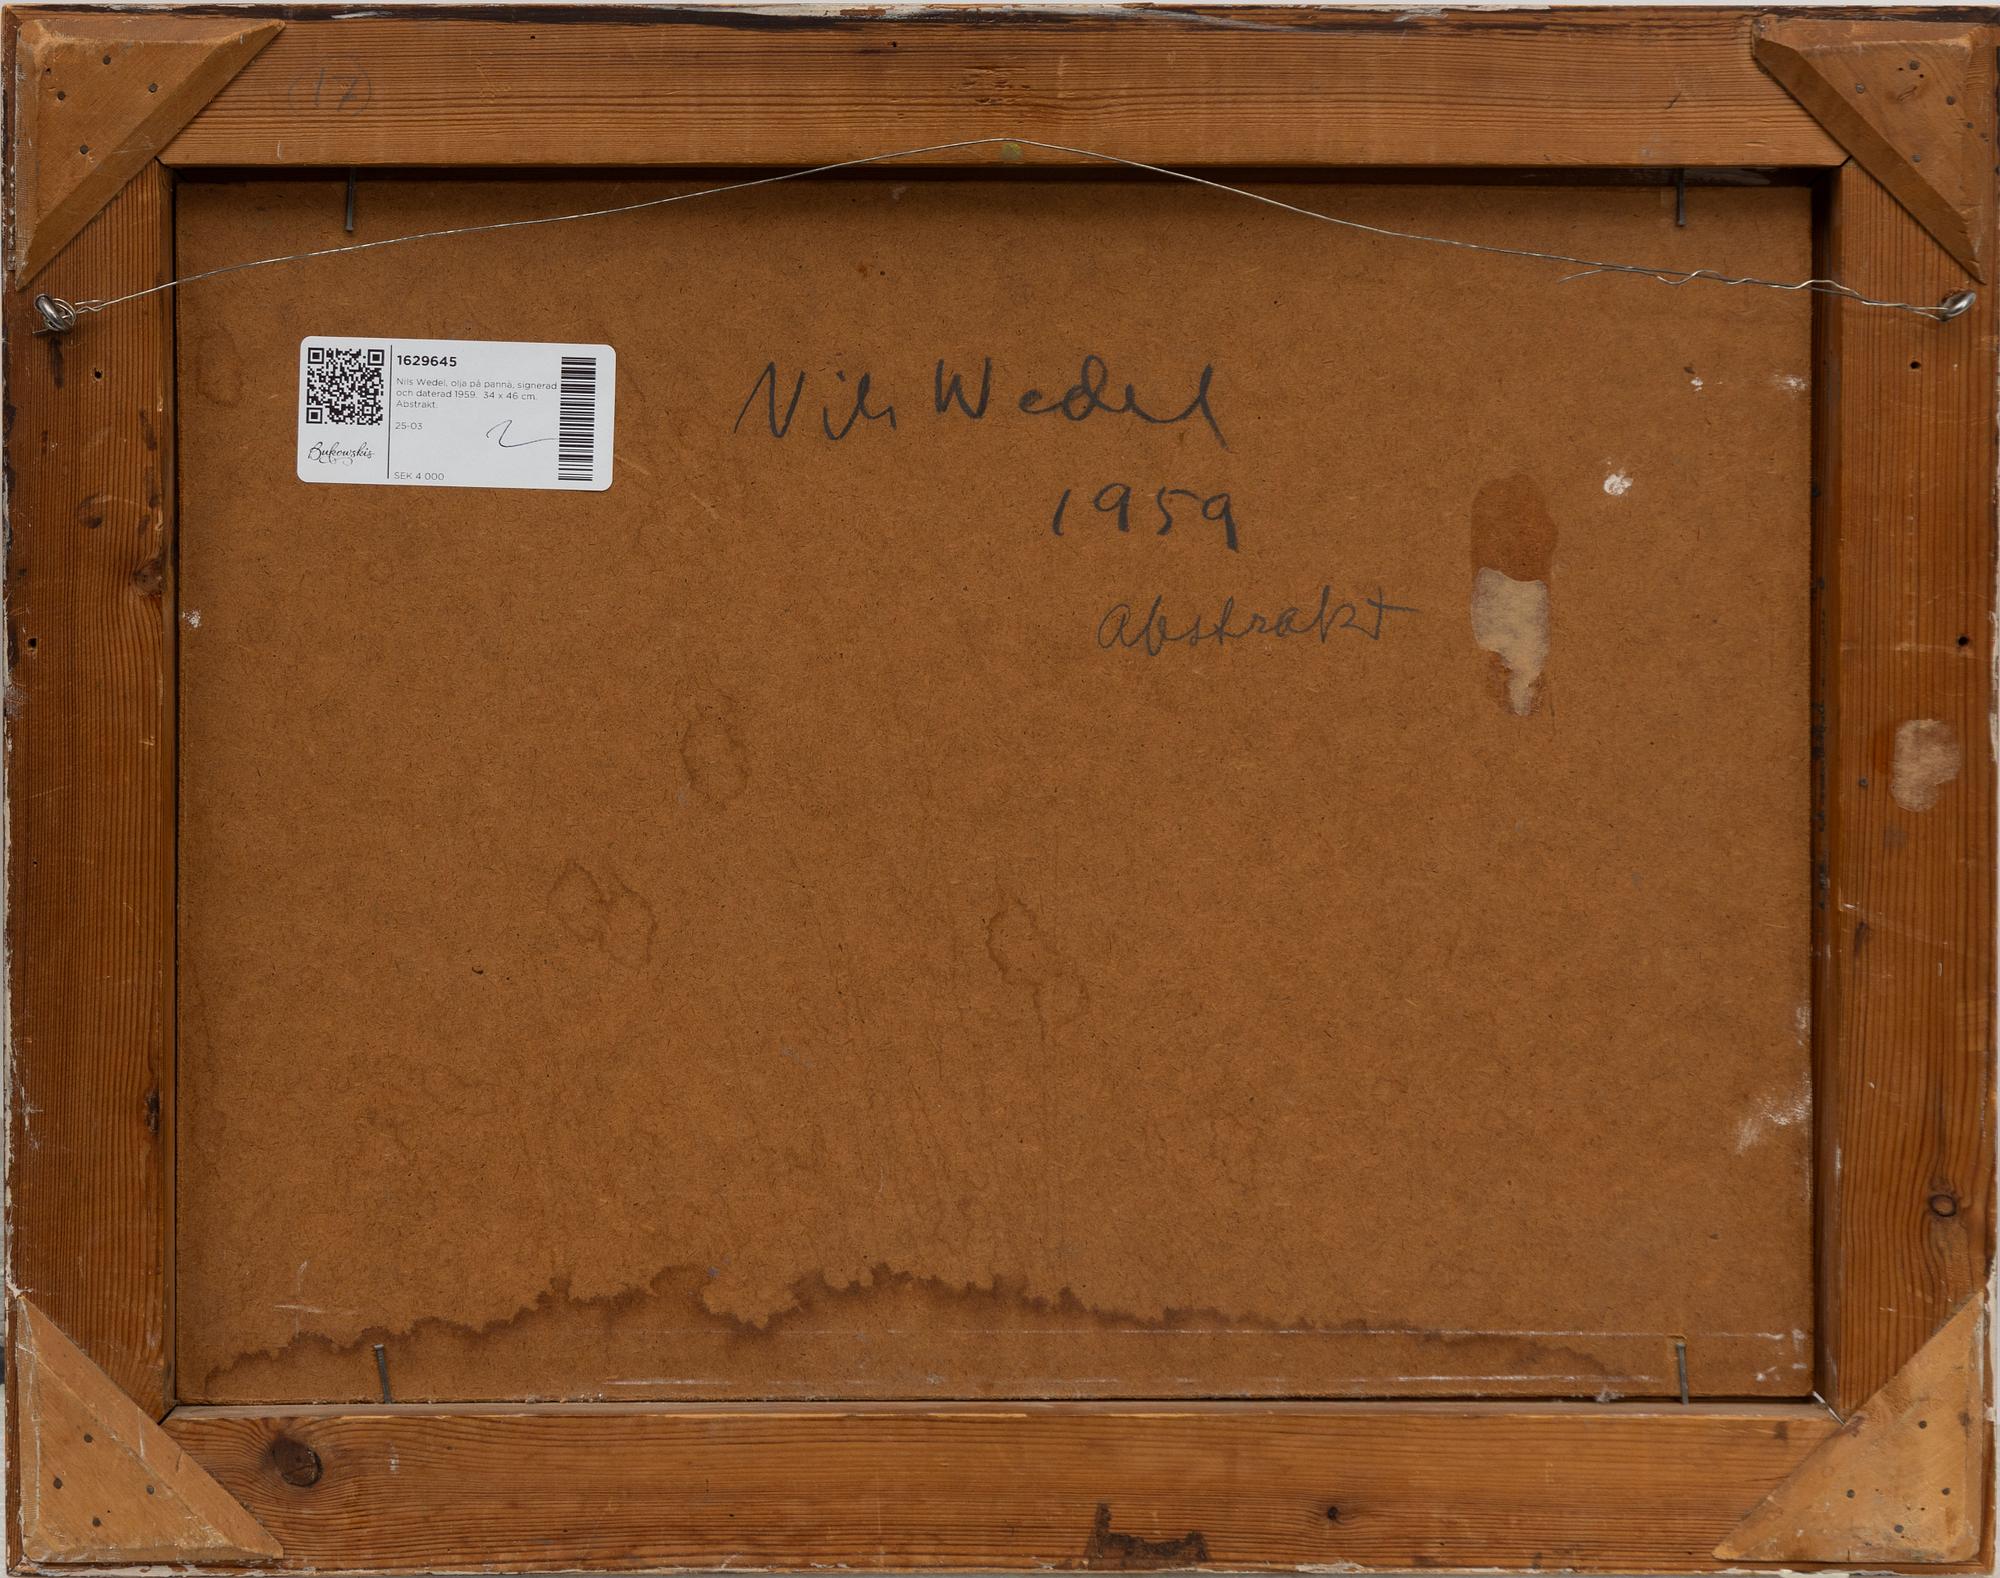 17
1629645
Nils Wedel, olja på pannå, signerad
och daterad 1959. 34 x 46 cm.
Abstrakt.
25-03
Bukowskis
SEK 4 000
Nils Wedel
1959
abstrakt